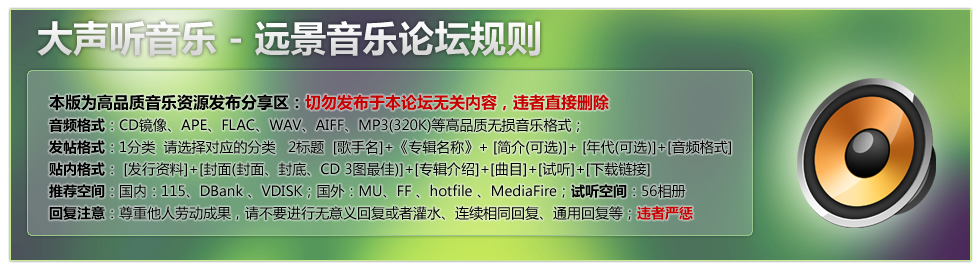 大声听音乐 - 远景音乐论坛规则
本版为高品质音乐资源发布分享区：切勿发布于本论坛无关内容，违者直接删除
音频格式：CD镜像、APE、FLAC、WAV、AIFF、MP3(320K)等高品质无损音乐格式；
发帖格式：1分类 请选择对应的分类 2标题 [歌手名]+《专辑名称》+ [简介(可选)]+ [年代(可选)]+[音频格式]
贴内格式： [发行资料]+[封面(封面、封底、CD 3图最佳)]+[专辑介绍]+[曲目]+[试听]+[下载链接]
推荐空间：国内：115、DBank 、VDISK；国外：MU、FF 、hotfile 、MediaFire；试听空间：56相册
回复注意：尊重他人劳动成果，请不要进行无意义回复或者灌水、连续相同回复、通用回复等；违者严惩